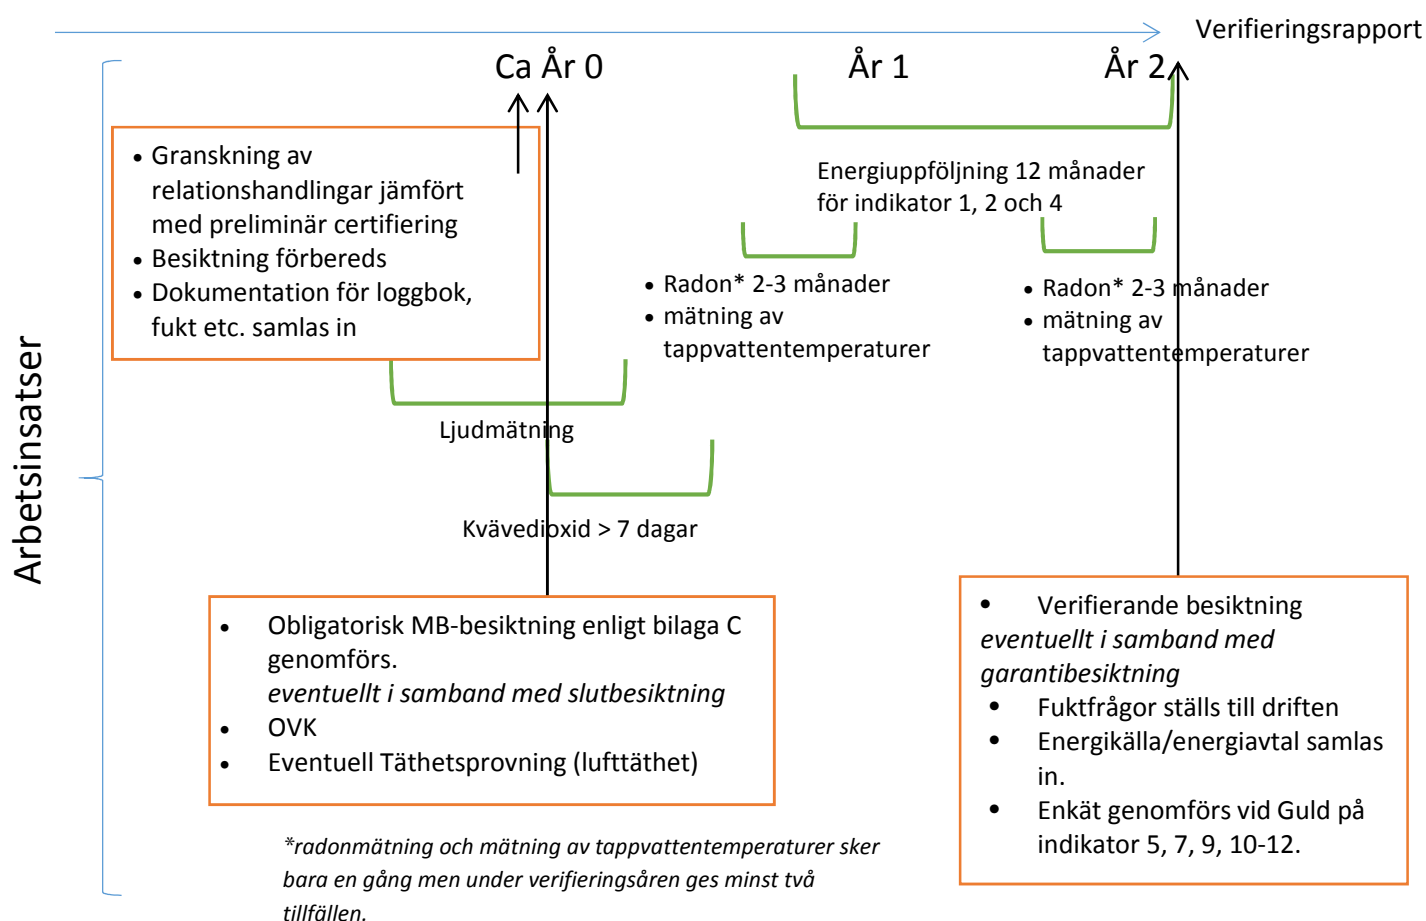 Verifieringsrapport
Ca År 0
År 1
År 2
Arbetsinsatser
• Granskning av
relationshandlingar jämfört
med preliminär certifiering
• Besiktning förbereds
• Dokumentation för loggbok,
fukt etc. samlas in
Energiuppföljning 12 månader
för indikator 1, 2 och 4
• Radon* 2-3 månader
• mätning av
tappvattentemperaturer
• Radon* 2-3 månader
• mätning av
tappvattentemperaturer
Ljudmätning
Kvävedioxid > 7 dagar
• Obligatorisk MB-besiktning enligt bilaga C
genomförs.
eventuellt i samband med slutbesiktning
• OVK
• Eventuell Täthetsprovning (lufttäthet)
• Verifierande besiktning
eventuellt i samband med
garantibesiktning
• Fuktfrågor ställs till driften
• Energikälla/energiavtal samlas
in.
• Enkät genomförs vid Guld på
indikator 5, 7, 9, 10-12.
*radonmätning och mätning av tappvattentemperaturer sker
bara en gång men under verifieringsåren ges minst två
tillfällen.